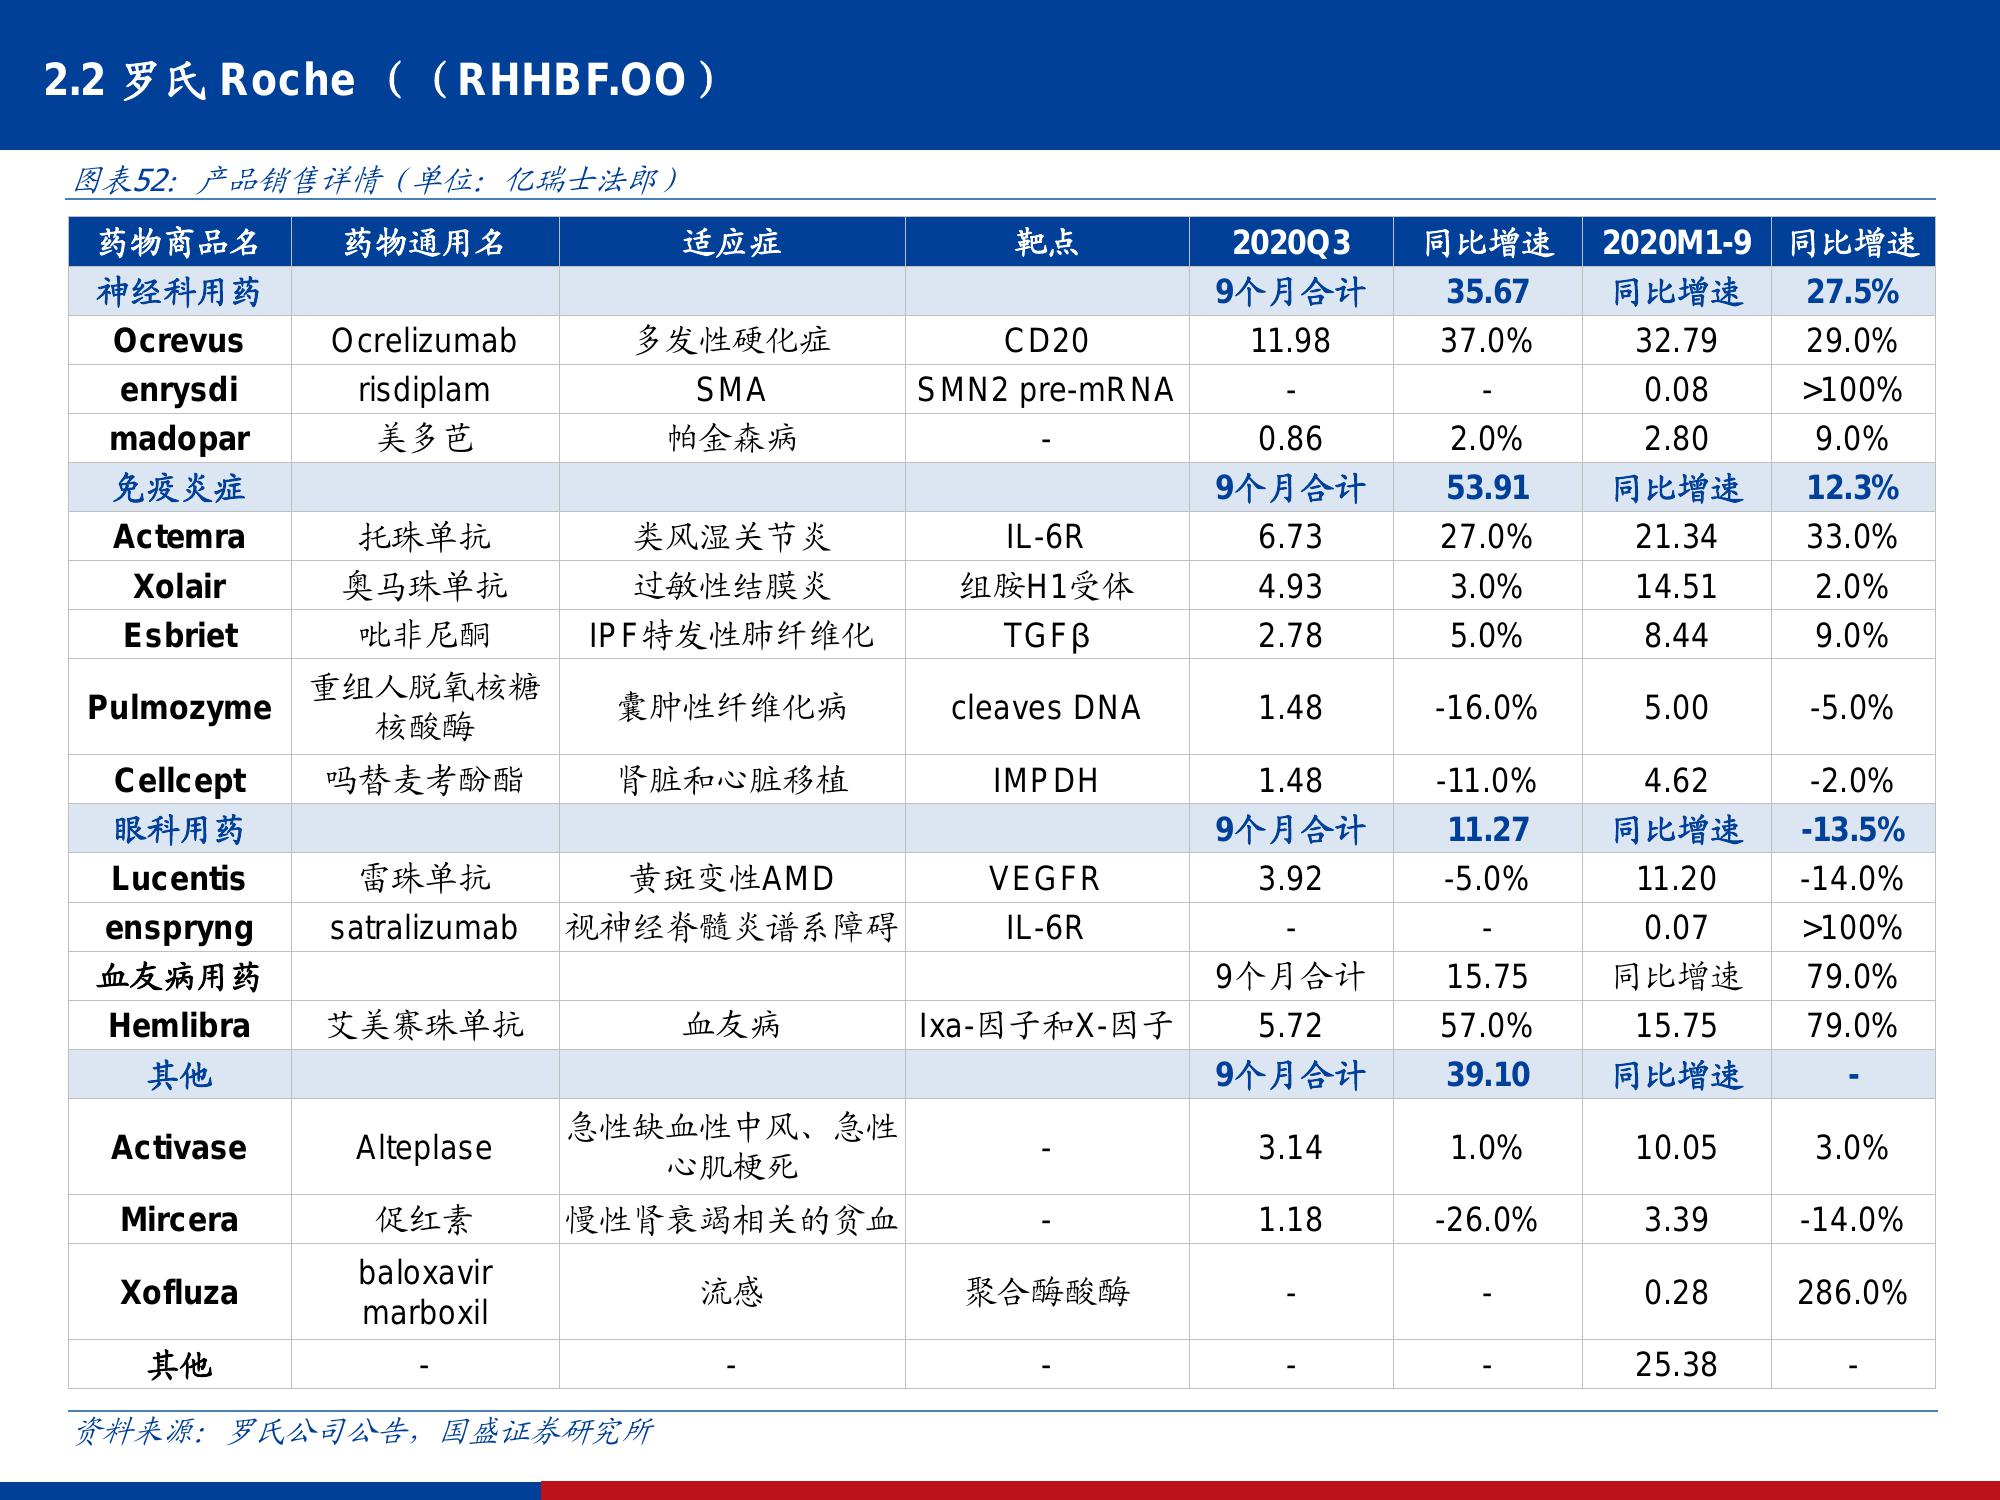 2.2 罗氏 Roche （（RHHBF.OO）
图表52：产品销售详情（单位：亿瑞士法郎）
药物商品名 药物通用名 适应症 靶点 2020Q3 同比增速 2020M1-9 同比增速
神经科用药 9个月合计 35.67 同比增速 27.5%
Ocrevus Ocrelizumab 多发性硬化症 CD20 11.98 37.0% 32.79 29.0%
enrysdi risdiplam SMA SMN2 pre-mRNA - - 0.08 >100%
madopar 美多芭 帕金森病 - 0.86 2.0% 2.80 9.0%
免疫炎症 9个月合计 53.91 同比增速 12.3%
Actemra 托珠单抗 类风湿关节炎 IL-6R 6.73 27.0% 21.34 33.0%
Xolair 奥马珠单抗 过敏性结膜炎 组胺H1受体 4.93 3.0% 14.51 2.0%
Esbriet 吡非尼酮 IPF特发性肺纤维化 TGFβ 2.78 5.0% 8.44 9.0%
重组人脱氧核糖
Pulmozyme 核酸酶 囊肿性纤维化病 cleaves DNA 1.48 -16.0% 5.00 -5.0%
Cellcept 吗替麦考酚酯 肾脏和心脏移植 IMPDH 1.48 -11.0% 4.62 -2.0%
眼科用药 9个月合计 11.27 同比增速 -13.5%
Lucentis 雷珠单抗 黄斑变性AMD VEGFR 3.92 -5.0% 11.20 -14.0%
enspryng satralizumab 视神经脊髓炎谱系障碍 IL-6R - - 0.07 >100%
血友病用药 9个月合计 15.75 同比增速 79.0%
Hemlibra 艾美赛珠单抗 血友病 Ixa-因子和X-因子 5.72 57.0% 15.75 79.0%
其他 9个月合计 39.10 同比增速 -
急性缺血性中风、急性
Activase Alteplase 心肌梗死 - 3.14 1.0% 10.05 3.0%
Mircera 促红素 慢性肾衰竭相关的贫血 - 1.18 -26.0% 3.39 -14.0%
baloxavir
Xofluza marboxil 流感 聚合酶酸酶 - - 0.28 286.0%
其他 - - - - - 25.38 -
资料来源：罗氏公司公告，国盛证券研究所